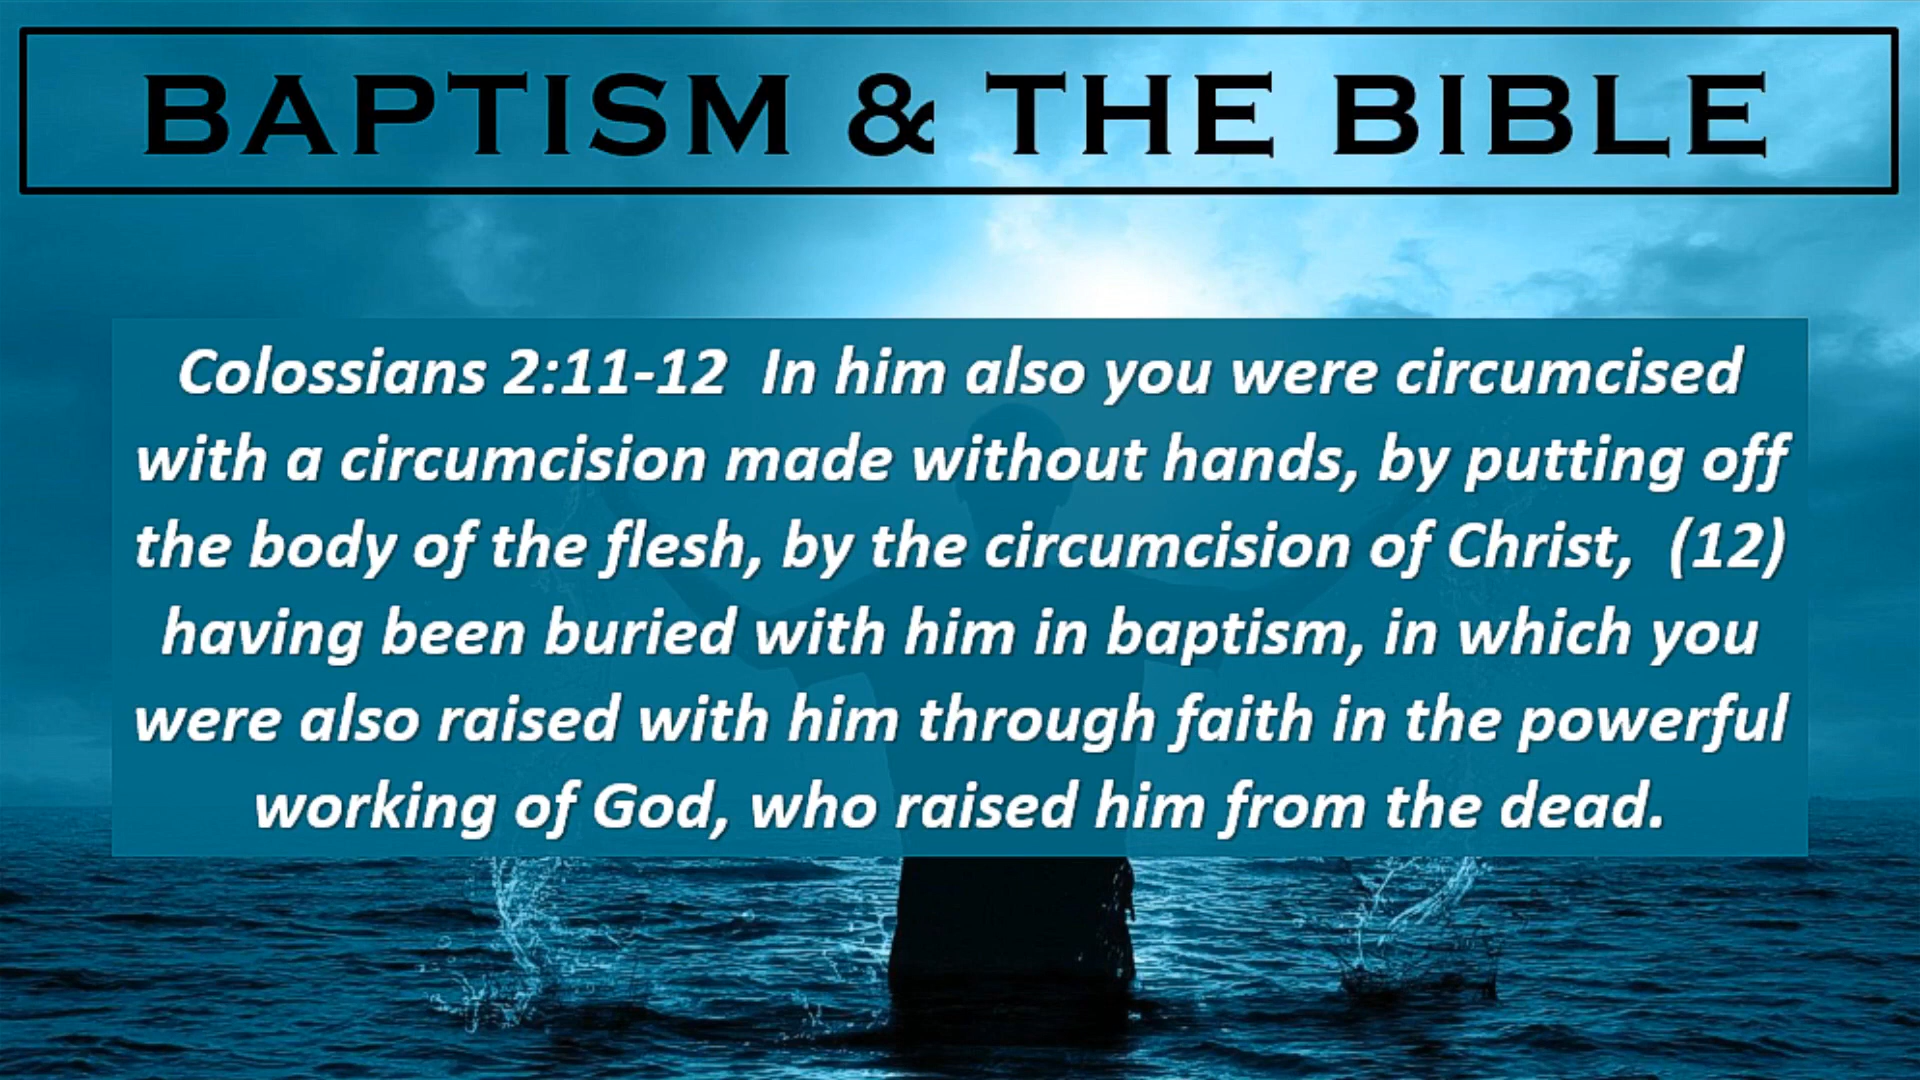 BAPTISM & THE BIBLE
Colossians 2:11-12  In him also you were circumcised
with a circumcision made without hands, by putting off
the body of the flesh, by the circumcision of Christ,  (12)
having been buried with him in baptism, in which you
were also raised with him through faith in the powerful
working of God, who raised him from the dead.